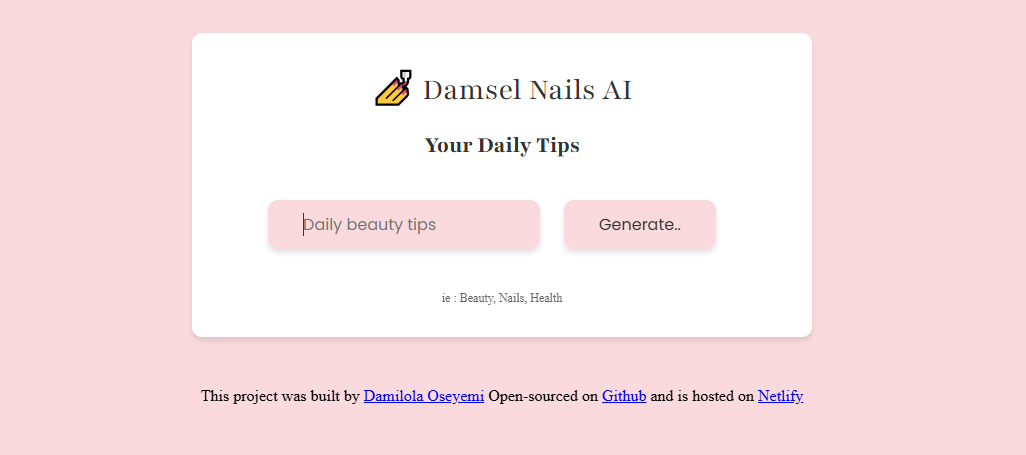 Damsel Nails AI
Your Daily Tips
Daily beauty tips
Generate..
ie : Beauty, Nails, Health
This project was built by Damilola Oseyemi Open-sourced on Github and is hosted on Netlify